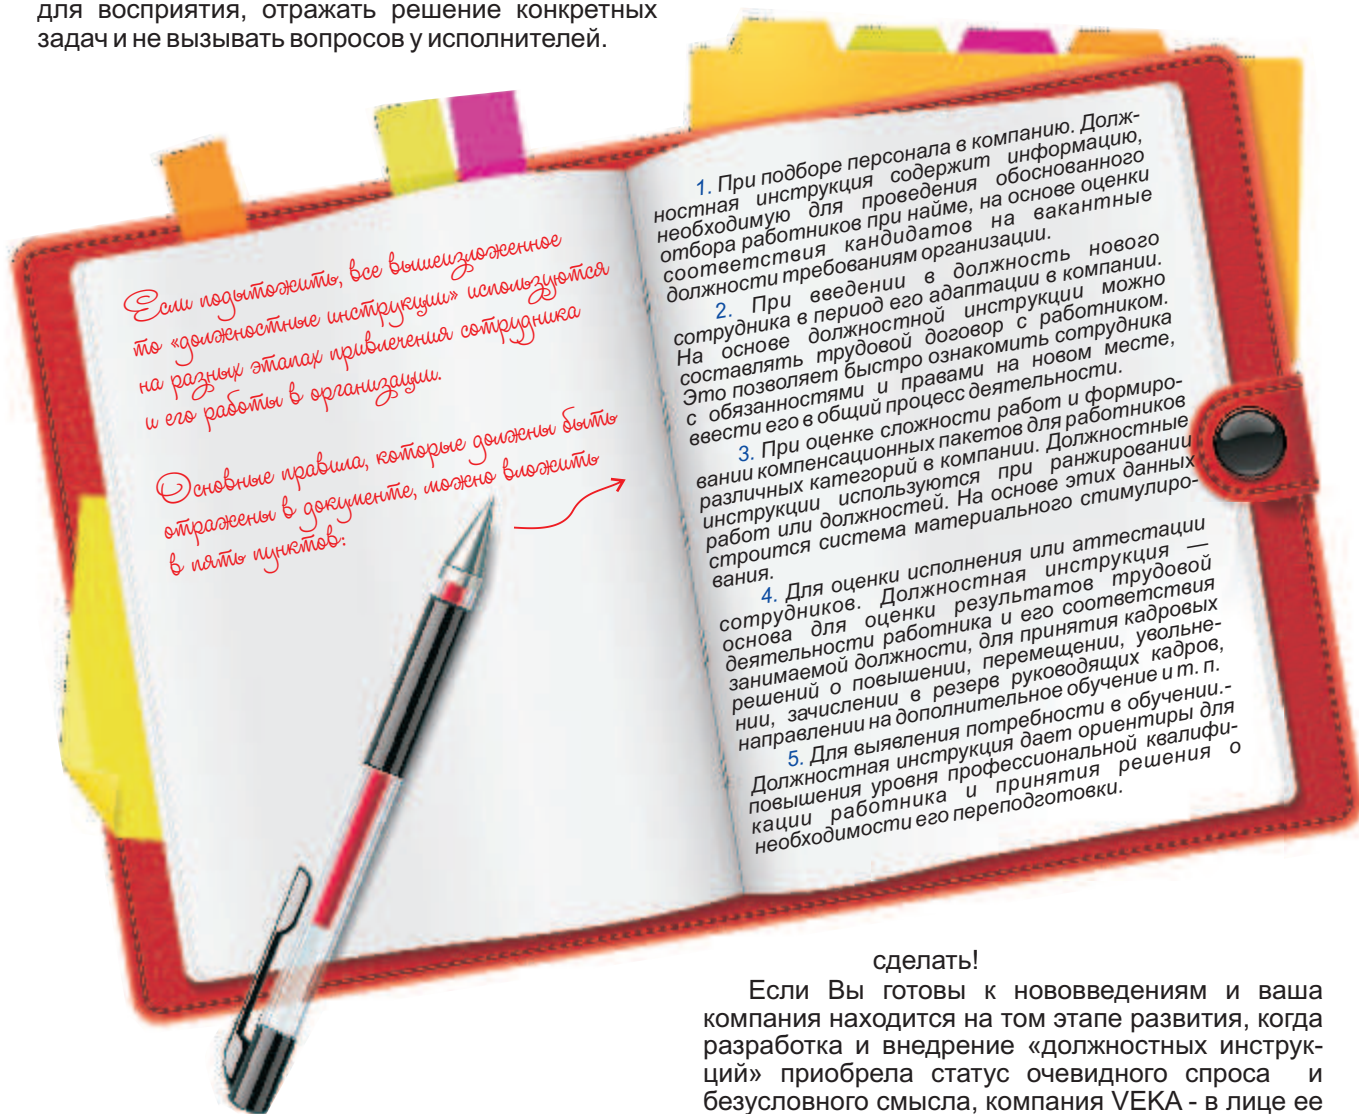 для восприятия, отражать решение конкретных
задач и не вызывать вопросов у исполнителей.
Если подытожить, все вышеизложенное
то «должностные инструкции» используются
на разных этапах привлечения сотрудника
и его работы в организации.
Основные правила, которые должны быть
отражены в документе, можно вложить
в пять пунктов:
1. При подборе персонала в компанию. Долж-
ностная инструкция содержит информацию,
необходимую для проведения обоснованного
отбора работников при найме, на основе оценки
соответствия кандидатов на вакантные
должности требованиям организации.
2. При введении в должность нового
сотрудника в период его адаптации в компании.
На основе должностной инструкции можно
составлять трудовой договор с работником.
Это позволяет быстро ознакомить сотрудника
с обязанностями и правами на новом месте,
ввести его в общий процесс деятельности.
3. При оценке сложности работ и формиро-
вании компенсационных пакетов для работников
различных категорий в компании. Должностные
инструкции используются при ранжировании
работ или должностей. На основе этих данных
строится система материального стимулиро-
вания.
4. Для оценки исполнения или аттестации
сотрудников. Должностная инструкция —
основа для оценки результатов трудовой
деятельности работника и его соответствия
занимаемой должности, для принятия кадровых
решений о повышении, перемещении, увольне-
нии, зачислении в резерв руководящих кадров,
направлении на дополнительное обучение и т. п.
5. Для выявления потребности в обучении.-
Должностная инструкция дает ориентиры для
повышения уровня профессиональной квалифи-
кации работника и принятия решения о
необходимости его переподготовки.
сделать!
Если Вы готовы к нововведениям и ваша
компания находится на том этапе развития, когда
разработка и внедрение «должностных инструк-
ций» приобрела статус очевидного спроса и
безусловного смысла, компания VEKA - в лице ее